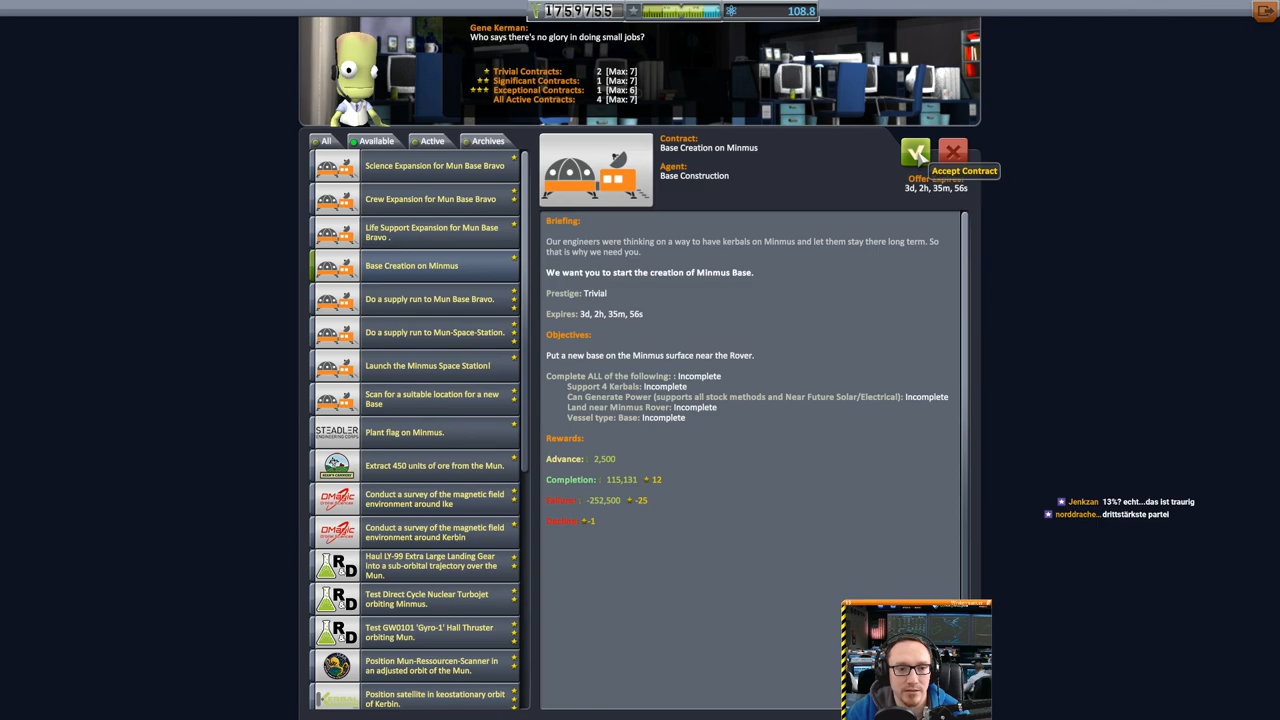 1759755
108.8
Gene Kerman:
Who says there's no glory in doing small jobs?
Trivial Contracts: 2 [Max: 7]
Significant Contracts: 1 [Max: 7]
Exceptional Contracts: 1 [Max: 6]
All Active Contracts: 4 [Max: 7]
All
Available
Active
Archives
Science Expansion for Mun Base Bravo
Crew Expansion for Mun Base Bravo
Life Support Expansion for Mun Base
Bravo .
Base Creation on Minmus
Do a supply run to Mun Base Bravo.
Do a supply run to Mun-Space-Station.
Launch the Minmus Space Station!
Scan for a suitable location for a new
Base
STEADLER
ENGINEERING CORPS
Plant flag on Minmus.
Extract 450 units of ore from the Mun.
DMagic
Conduct a survey of the magnetic field
environment around Ike
DMagic
Conduct a survey of the magnetic field
environment around Kerbin
R&D
Haul LY-99 Extra Large Landing Gear
into a sub-orbital trajectory over the
Mun.
R&D
Test Direct Cycle Nuclear Turbojet
orbiting Minmus.
R&D
Test GW0101 'Gyro-1' Hall Thruster
orbiting Mun.
Position Mun-Ressourcen-Scanner in
an adjusted orbit of the Mun.
Position satellite in keostationary orbit
of Kerbin.
Contract:
Base Creation on Minmus
Agent:
Base Construction
Accept Contract
Offer Expires:
3d, 2h, 35m, 56s
Briefing:
Our engineers were thinking on a way to have kerbals on Minmus and let them stay there long term. So
that is why we need you.
We want you to start the creation of Minmus Base.
Prestige: Trivial
Expires: 3d, 2h, 35m, 56s
Objectives:
Put a new base on the Minmus surface near the Rover.
Complete ALL of the following: : Incomplete
Support 4 Kerbals: Incomplete
Can Generate Power (supports all stock methods and Near Future Solar/Electrical): Incomplete
Land near Minmus Rover: Incomplete
Vessel type: Base: Incomplete
Rewards:
Advance: 2,500
Completion: 115,131 12
Failure: -252,500 -25
Decline: -1
Jenkzan 13%? echt...das ist traurig
norddrache... drittstärkste partei